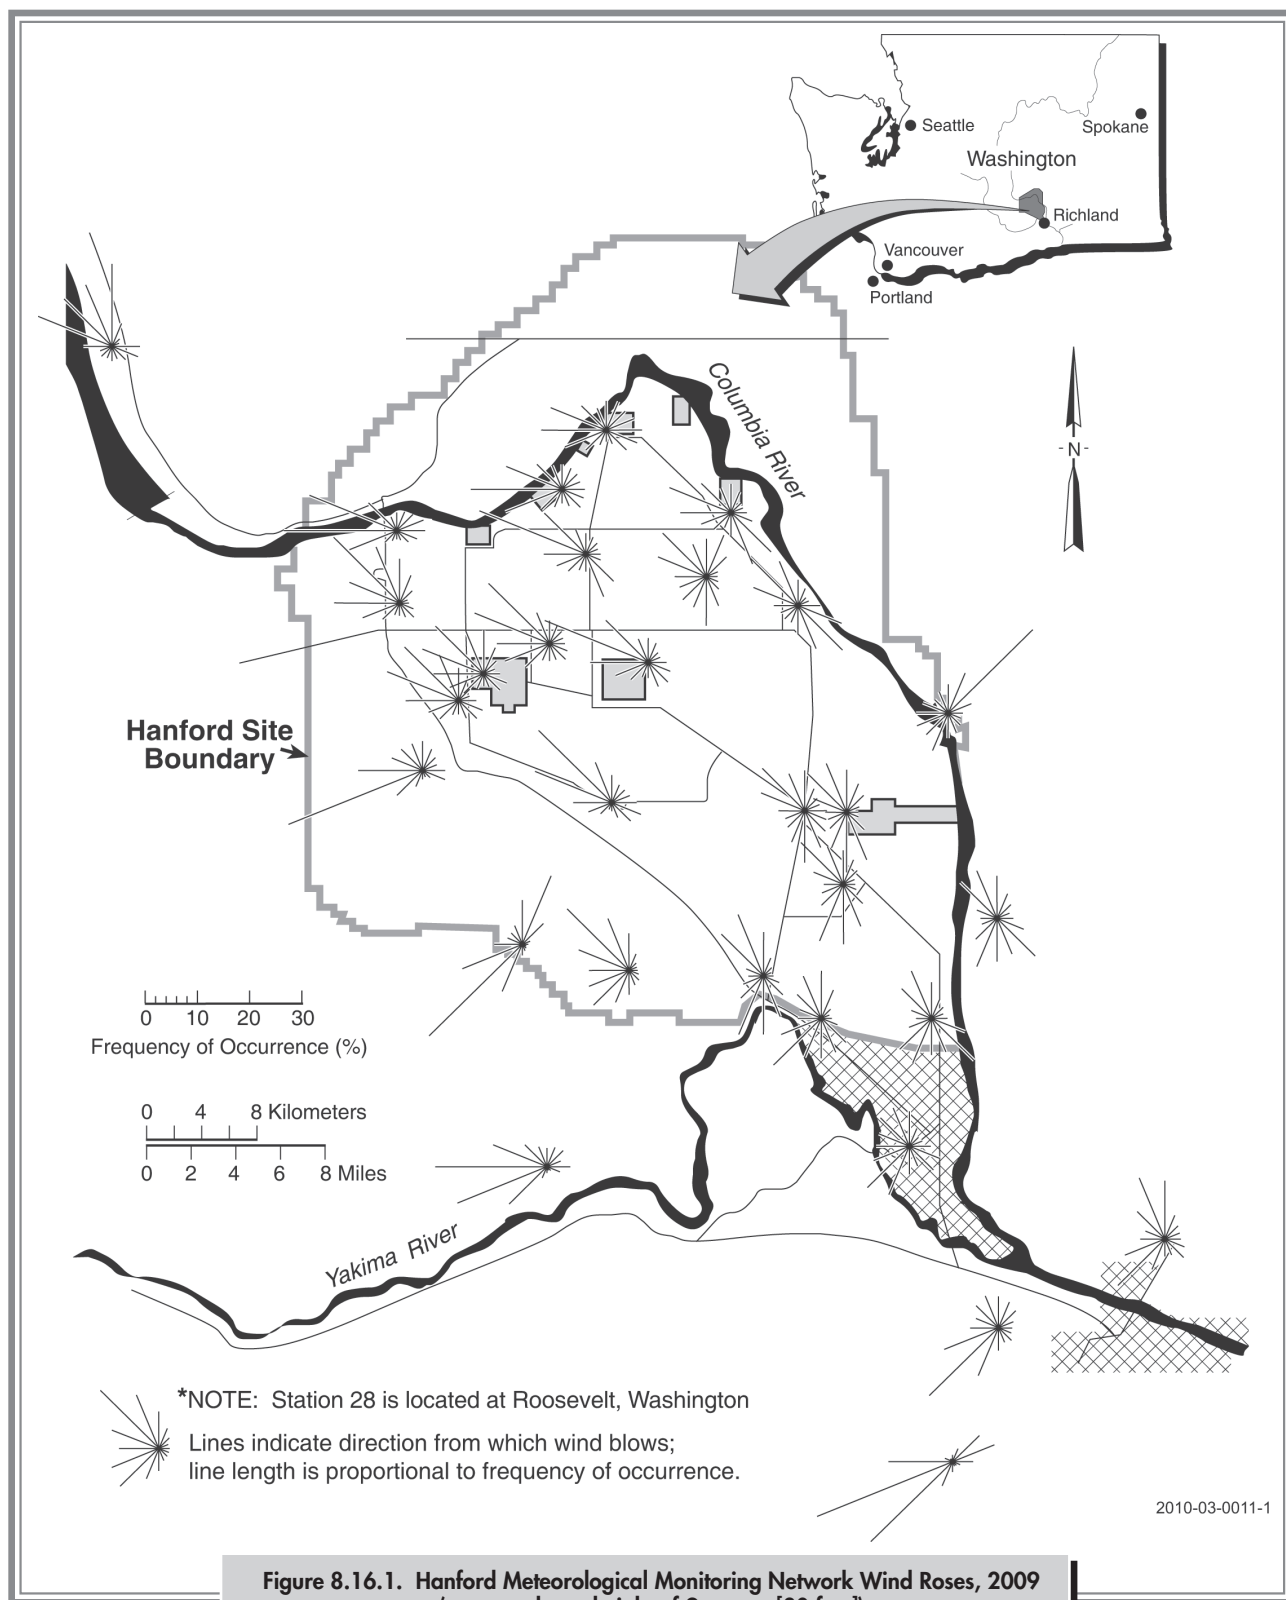 Seattle
Spokane
Washington
Richland
Vancouver
Portland
Columbia River
-N-
Hanford Site
Boundary
0 10 20 30
Frequency of Occurrence (%)
0 4 8 Kilometers
0 2 4 6 8 Miles
Yakima River
*NOTE: Station 28 is located at Roosevelt, Washington
Lines indicate direction from which wind blows;
line length is proportional to frequency of occurrence.
2010-03-0011-1
Figure 8.16.1. Hanford Meteorological Monitoring Network Wind Roses, 2009